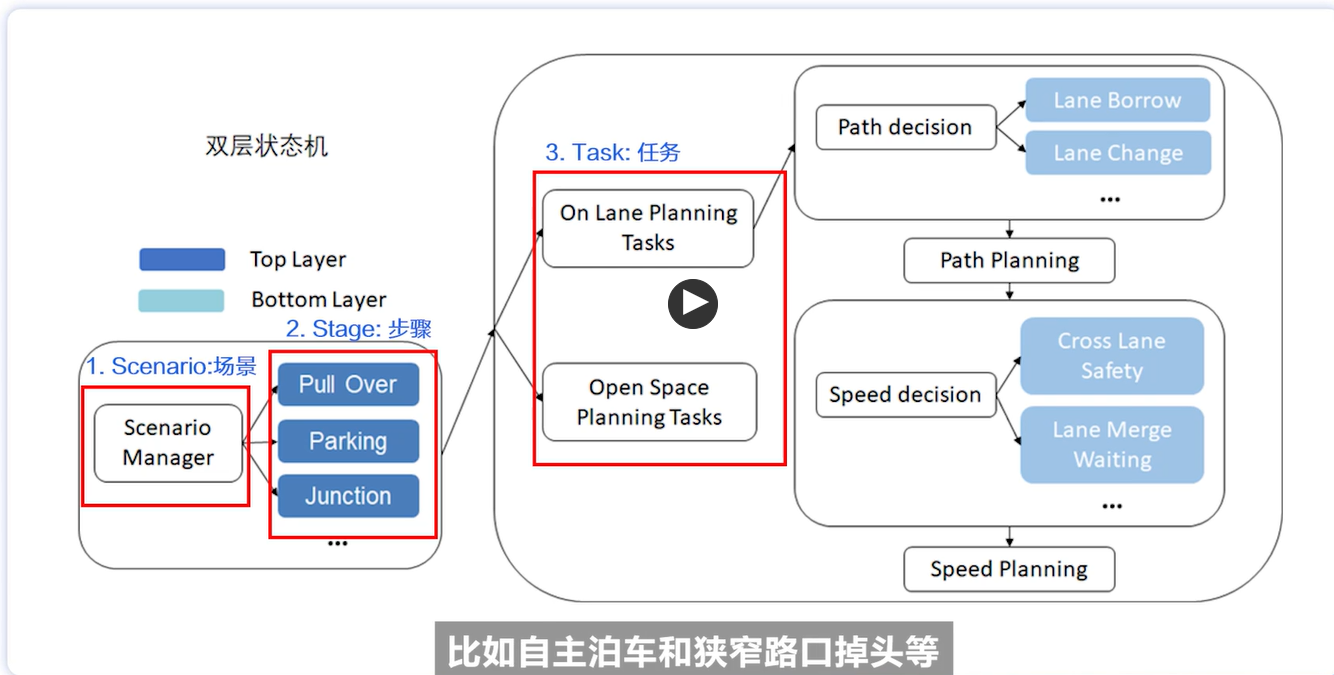 双层状态机
Top Layer
Bottom Layer
1. Scenario:场景
Scenario
Manager
2. Stage: 步骤
Pull Over
Parking
Junction
...
3. Task: 任务
On Lane Planning
Tasks
Open Space
Planning Tasks
Path decision
Lane Borrow
Lane Change
...
Path Planning
Speed decision
Cross Lane
Safety
Lane Merge
Waiting
...
Speed Planning
比如自主泊车和狭窄路口掉头等